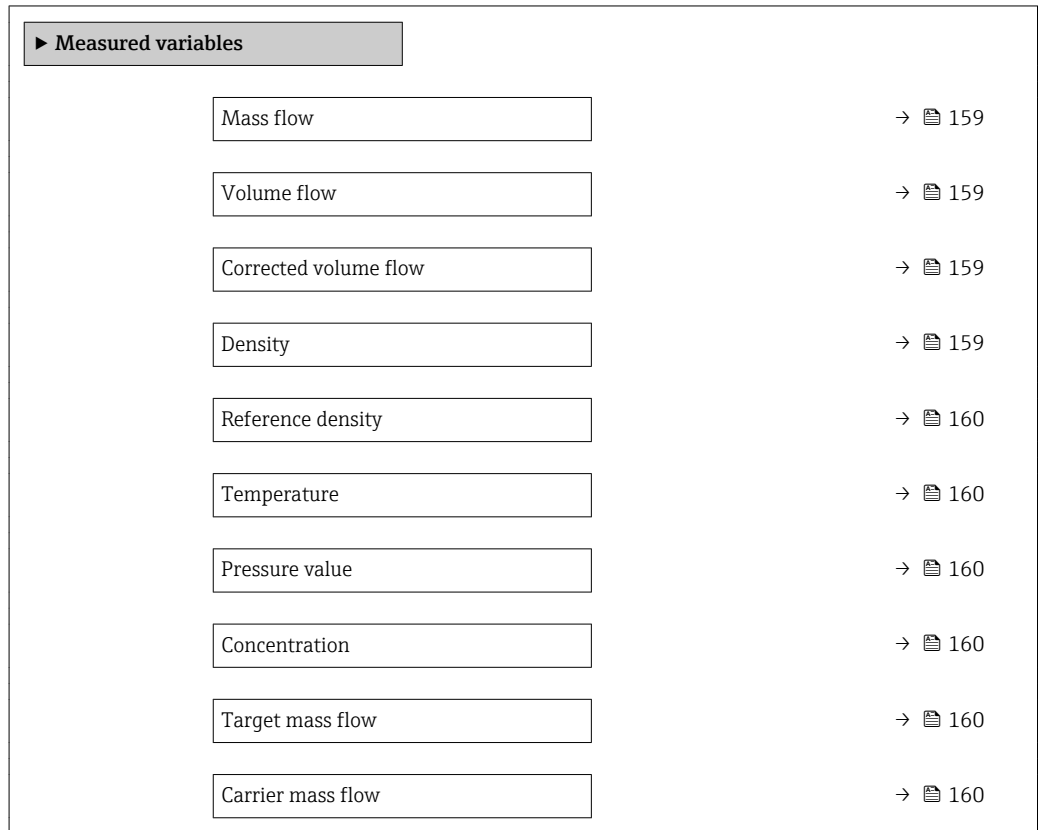 ▶ Measured variables
Mass flow → 159
Volume flow → 159
Corrected volume flow → 159
Density → 159
Reference density → 160
Temperature → 160
Pressure value → 160
Concentration → 160
Target mass flow → 160
Carrier mass flow → 160